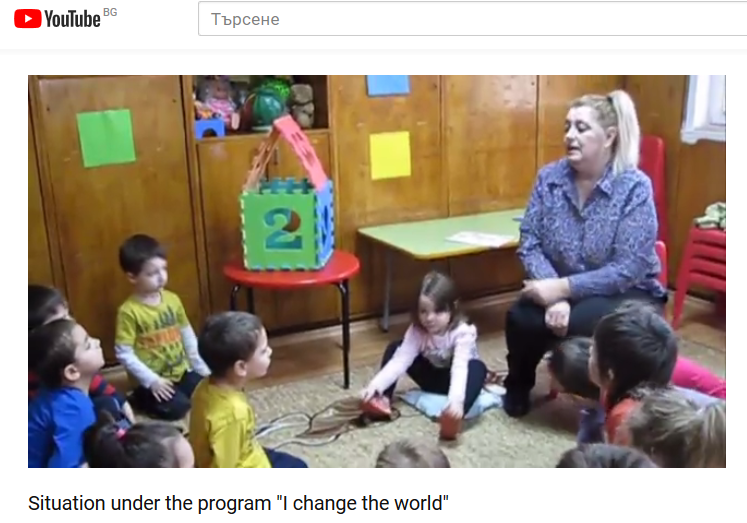 YouTube BG
Търсене
2
Situation under the program "I change the world"